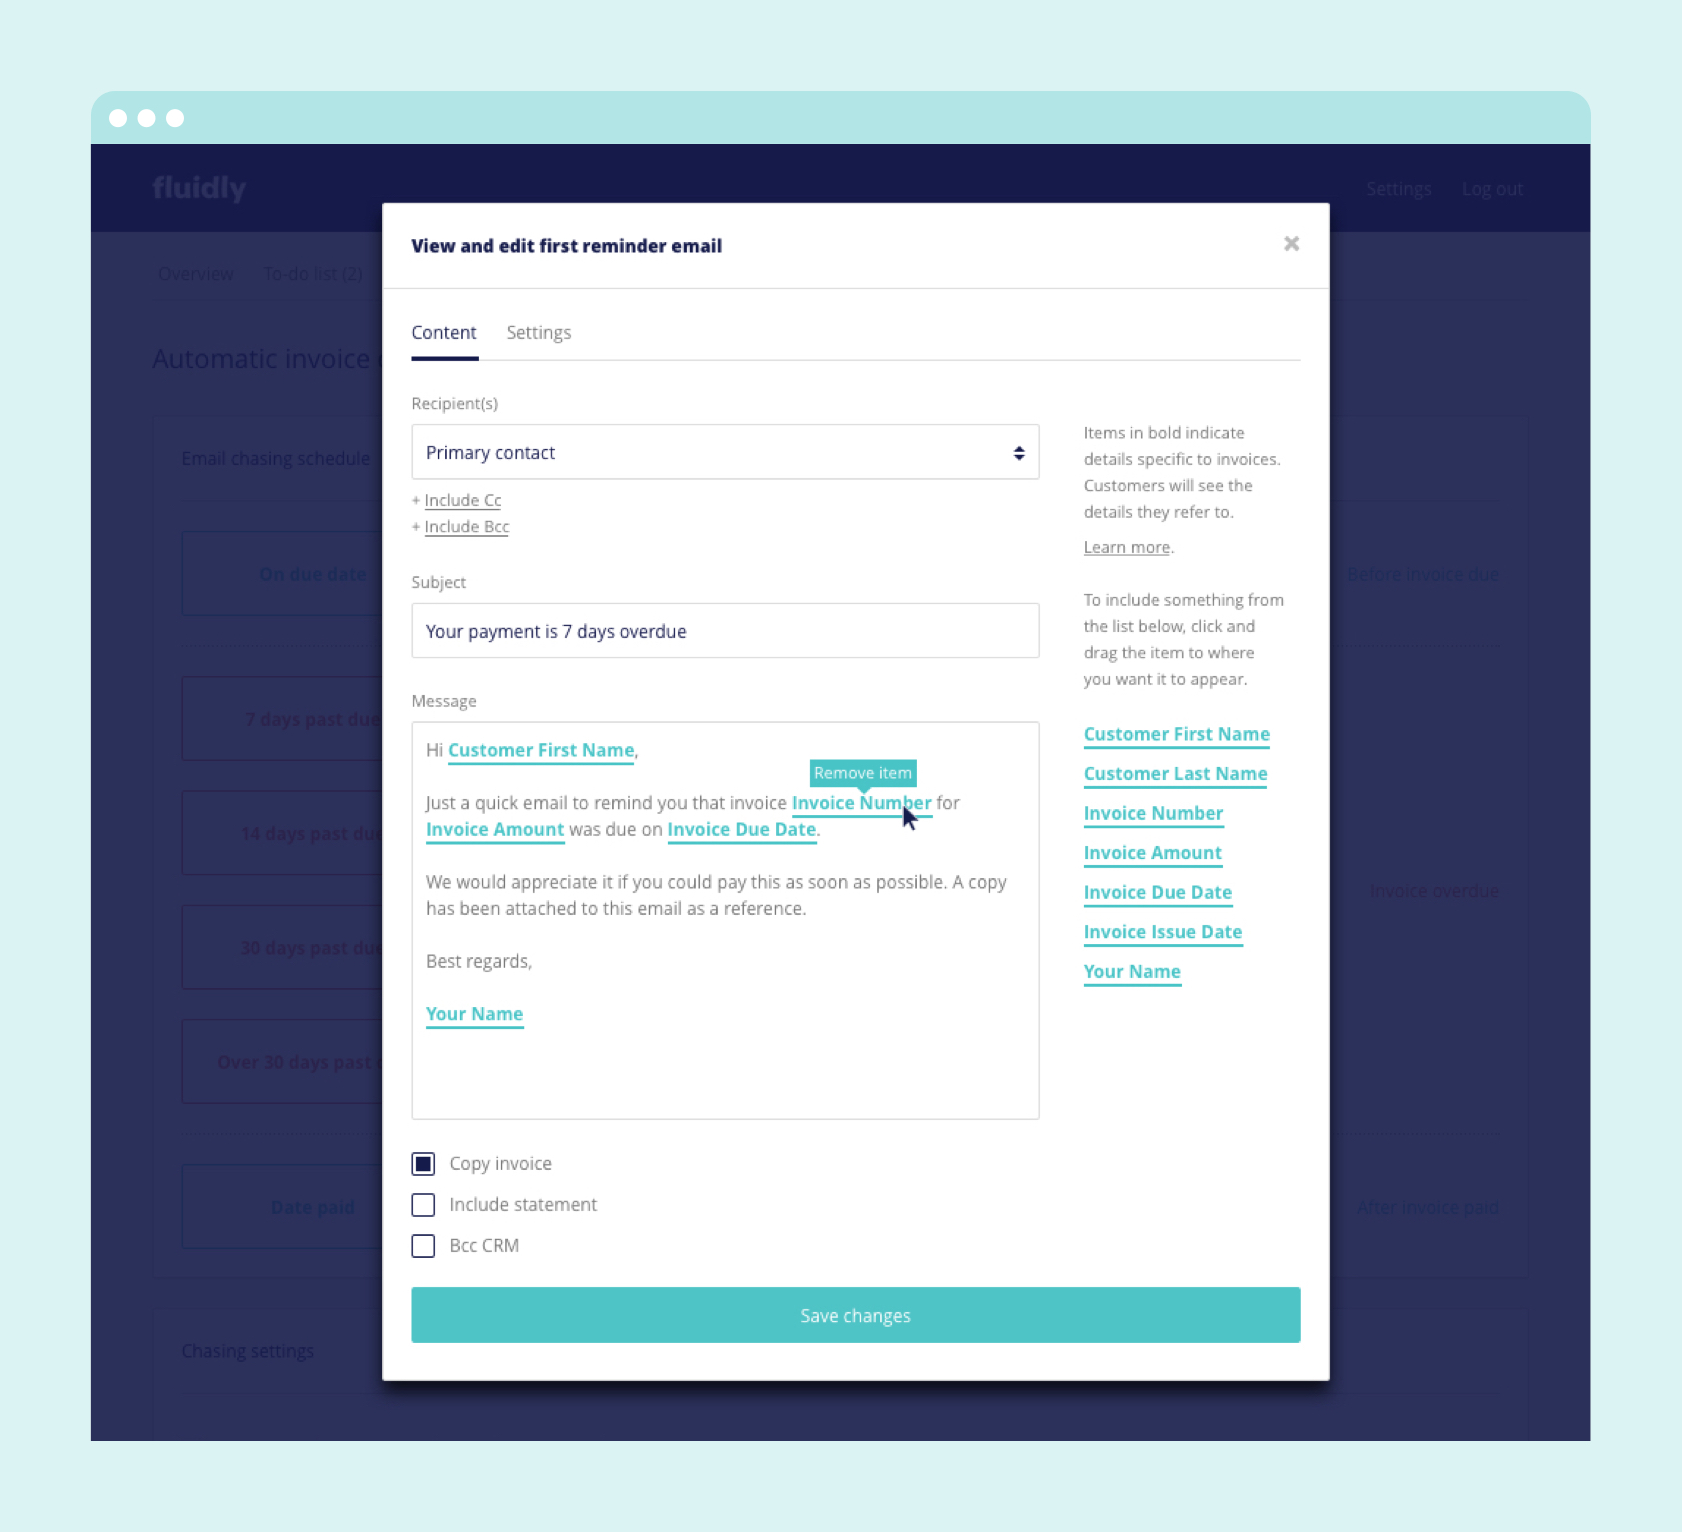 fluidly
Settings Log out
View and edit first reminder email
Overview To-do list (2)
Content Settings
Automatic invoice
Recipient(s)
Primary contact
+ Include Cc
+ Include Bcc
Items in bold indicate
details specific to invoices.
Customers will see the
details they refer to.
Learn more.
Email chasing schedule
On due date
Before invoice due
Subject
Your payment is 7 days overdue
To include something from
the list below, click and
drag the item to where
you want it to appear.
7 days past due
Message
Hi Customer First Name,
Remove item
Just a quick email to remind you that invoice Invoice Number for
Invoice Amount was due on Invoice Due Date.
We would appreciate it if you could pay this as soon as possible. A copy
has been attached to this email as a reference.
Best regards,
Your Name
Customer First Name
Customer Last Name
Invoice Number
Invoice Amount
Invoice Due Date
Invoice Issue Date
Your Name
14 days past due
Invoice overdue
30 days past due
Over 30 days past
Copy invoice
Include statement
Bcc CRM
Date paid
After invoice paid
Save changes
Chasing settings